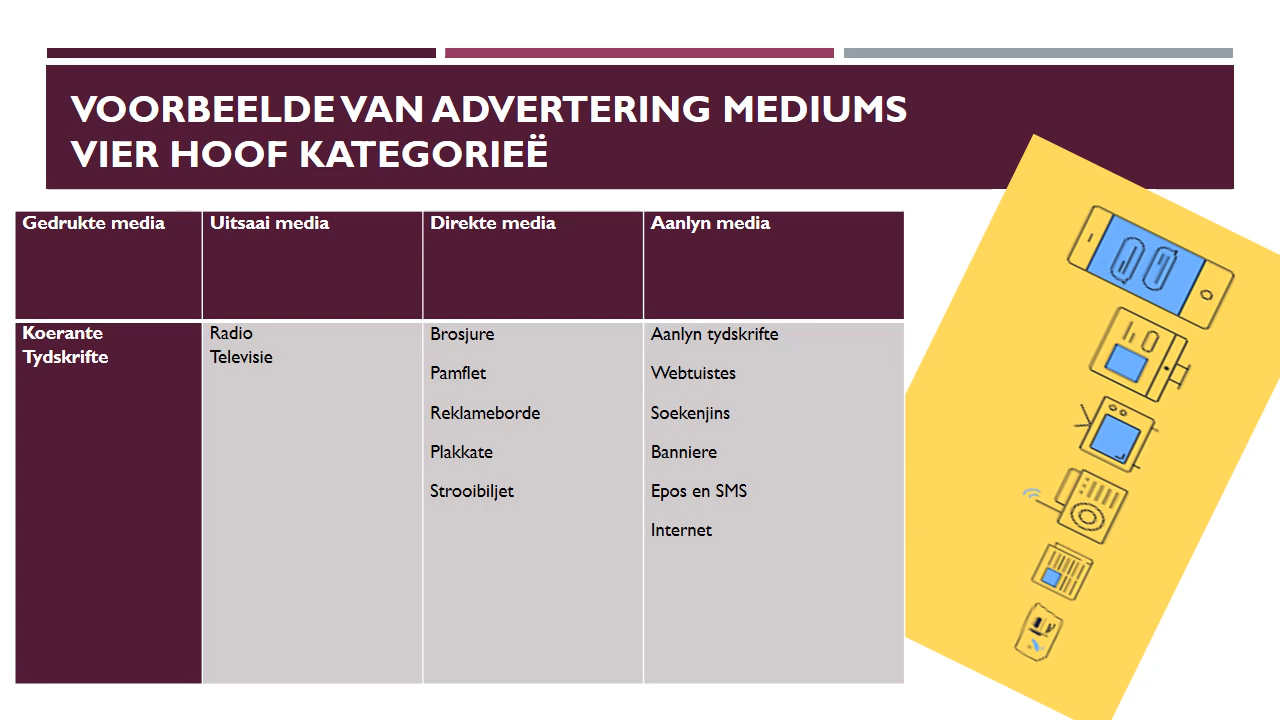 VOORBEELDE VAN ADVERTERING MEDIUMS
VIER HOOF KATEGORIEË
Gedrukte media
Uitsaai media
Direkte media
Aanlyn media
Koerante
Tydskrifte
Radio
Televisie
Brosjure
Pamflet
Reklameborde
Plakkate
Strooibiljet
Aanlyn tydskrifte
Webtuistes
Soekenjins
Banniere
Epos en SMS
Internet